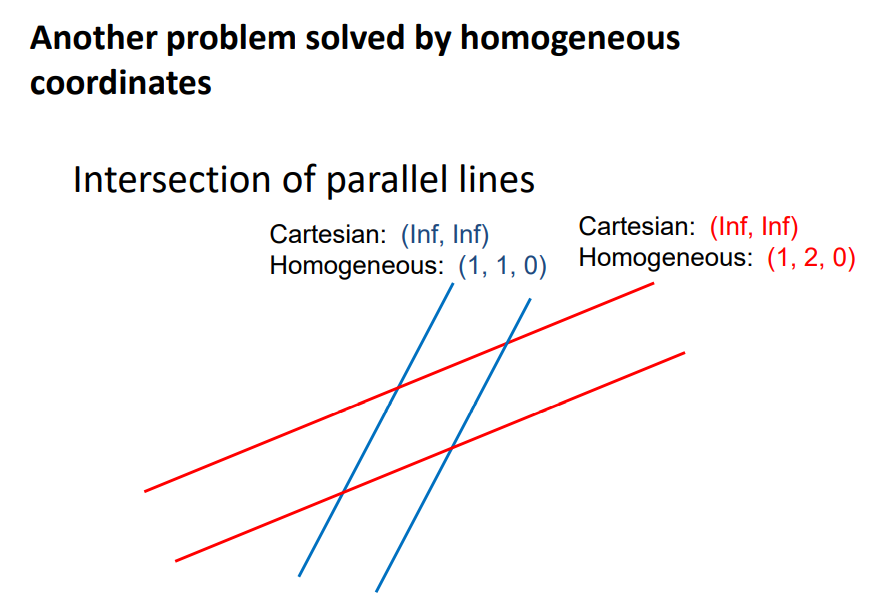 Another problem solved by homogeneous
coordinates
Intersection of parallel lines
Cartesian: (Inf, Inf)
Homogeneous: (1, 1, 0)
Cartesian: (Inf, Inf)
Homogeneous: (1, 2, 0)